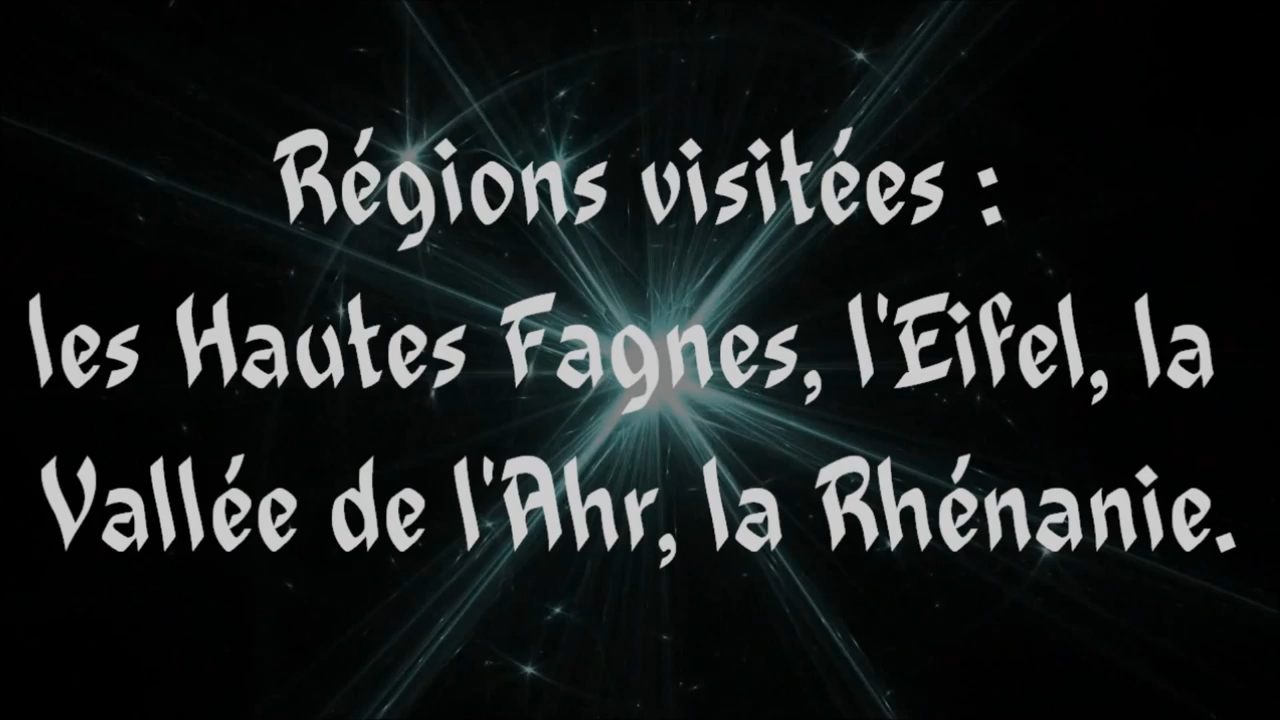 Régions visitées :
les Hautes Fagnes, l'Eifel, la
Vallée de l'Ahr, la Rhénanie.